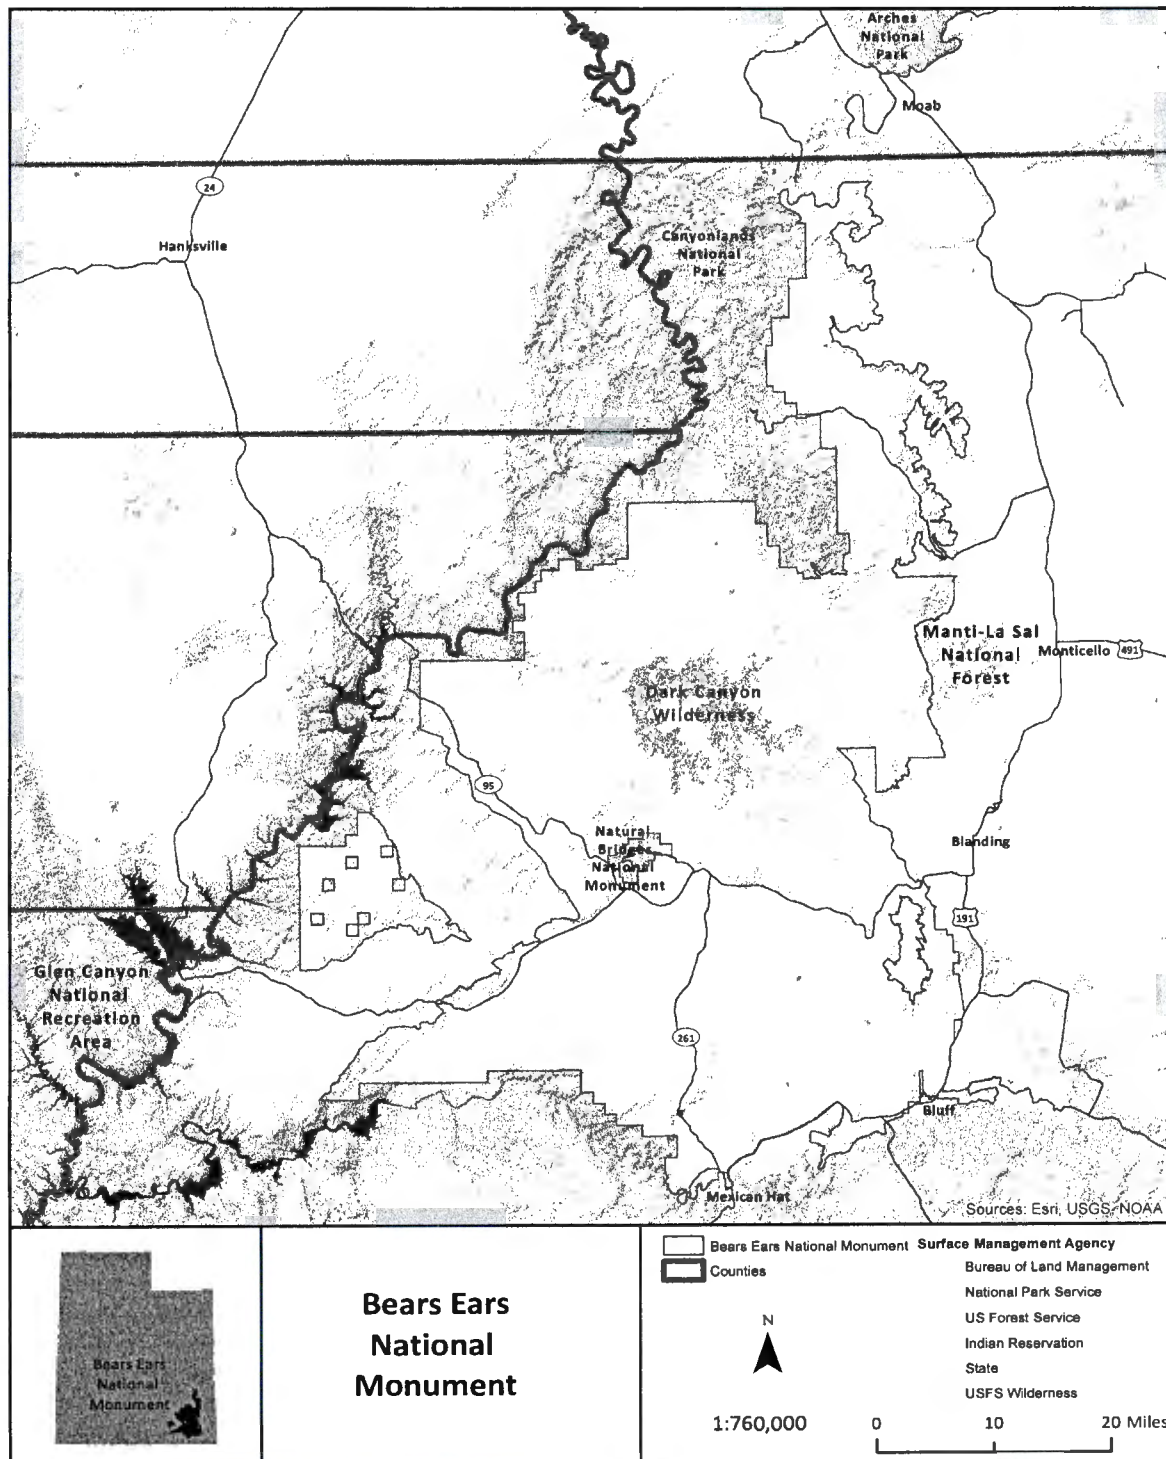 Arches
National
Park
Moab
24
Hanksville
Canyonlands
National
Park
Manti-La Sal
National
Forest
Monticello
491
Dark Canyon
Wilderness
95
Natural
Bridges
National
Monument
Blanding
191
Glen Canyon
National
Recreation
Area
261
Bluff
Mexican Hat
Sources: Esri, USGS, NOAA
Bears Ears
National
Monument
Bears Ears
National
Monument
Bears Ears National Monument
Counties
Surface Management Agency
Bureau of Land Management
National Park Service
US Forest Service
Indian Reservation
State
USFS Wilderness
N
1:760,000
0 10 20 Miles